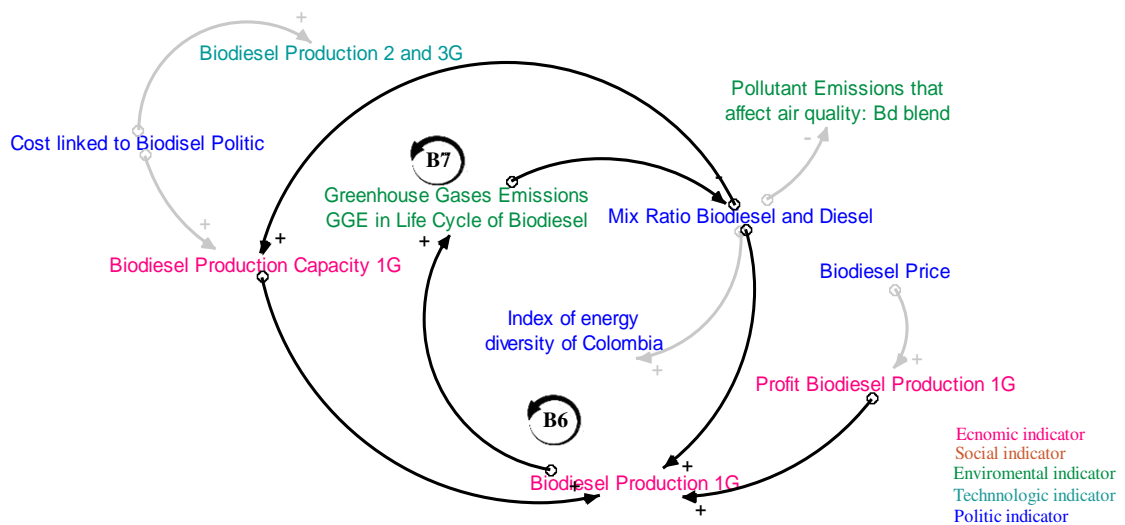 +
Biodiesel Production 2 and 3G
Pollutant Emissions that
affect air quality: Bd blend
-
Cost linked to Biodisel Politic
B7
Greenhouse Gases Emissions
GGE in Life Cycle of Biodiesel
-
Mix Ratio Biodiesel and Diesel
+
+
+
Biodiesel Production Capacity 1G
Biodiesel Price
Index of energy
diversity of Colombia
+
+
Profit Biodiesel Production 1G
B6
+
+
Biodiesel Production 1G
+
Ecnomic indicator
Social indicator
Enviromental indicator
Technnologic indicator
Politic indicator